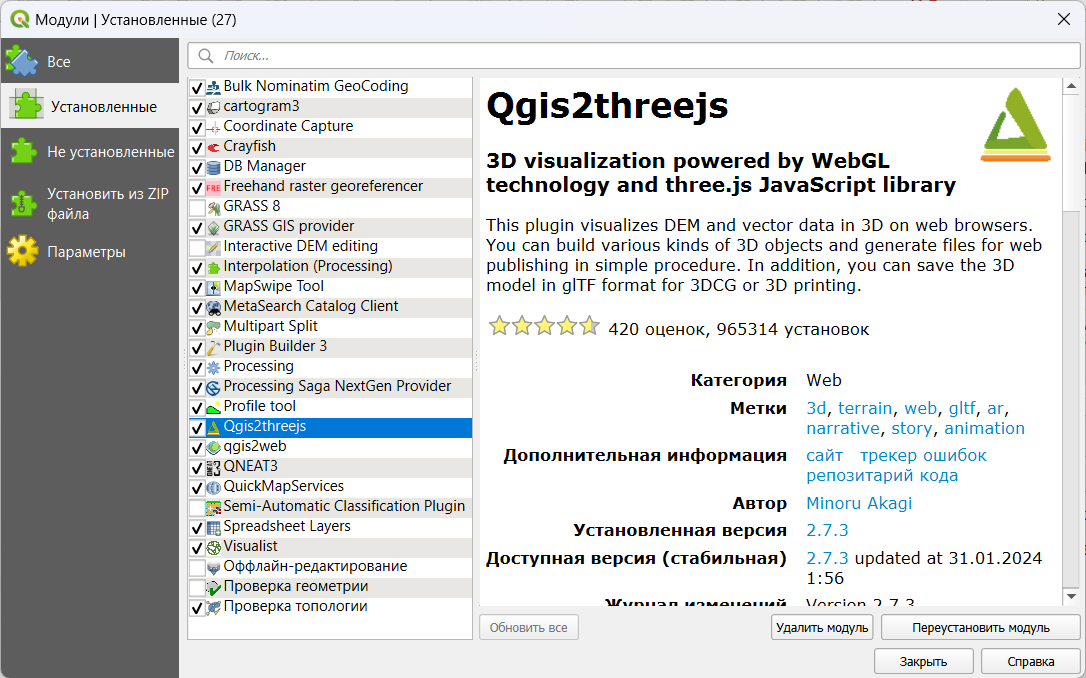 Модули | Установленные (27)
Все
Установленные
Не установленные
Установить из ZIP
файла
Параметры
Поиск...
Bulk Nominatim GeoCoding
cartogram3
Coordinate Capture
Crayfish
DB Manager
FRE Freehand raster georeferencer
GRASS 8
GRASS GIS provider
Interactive DEM editing
Interpolation (Processing)
MapSwipe Tool
MetaSearch Catalog Client
Multipart Split
Plugin Builder 3
Processing
Processing Saga NextGen Provider
Profile tool
Qgis2threejs
qgis2web
QNEAT3
QuickMapServices
Semi-Automatic Classification Plugin
Spreadsheet Layers
Visualist
Оффлайн-редактирование
Проверка геометрии
Проверка топологии
Qgis2threejs
3D visualization powered by WebGL
technology and three.js JavaScript library
This plugin visualizes DEM and vector data in 3D on web browsers.
You can build various kinds of 3D objects and generate files for web
publishing in simple procedure. In addition, you can save the 3D
model in glTF format for 3DCG or 3D printing.
420 оценок, 965314 установок
Категория Web
Метки 3d, terrain, web, gltf, ar,
narrative, story, animation
Дополнительная информация сайт трекер ошибок
репозитарий кода
Автор Minoru Akagi
Установленная версия 2.7.3
Доступная версия (стабильная) 2.7.3 updated at 31.01.2024
1:56
Журнал изменений Version 2.7.3
Обновить все
Удалить модуль
Переустановить модуль
Закрыть
Справка